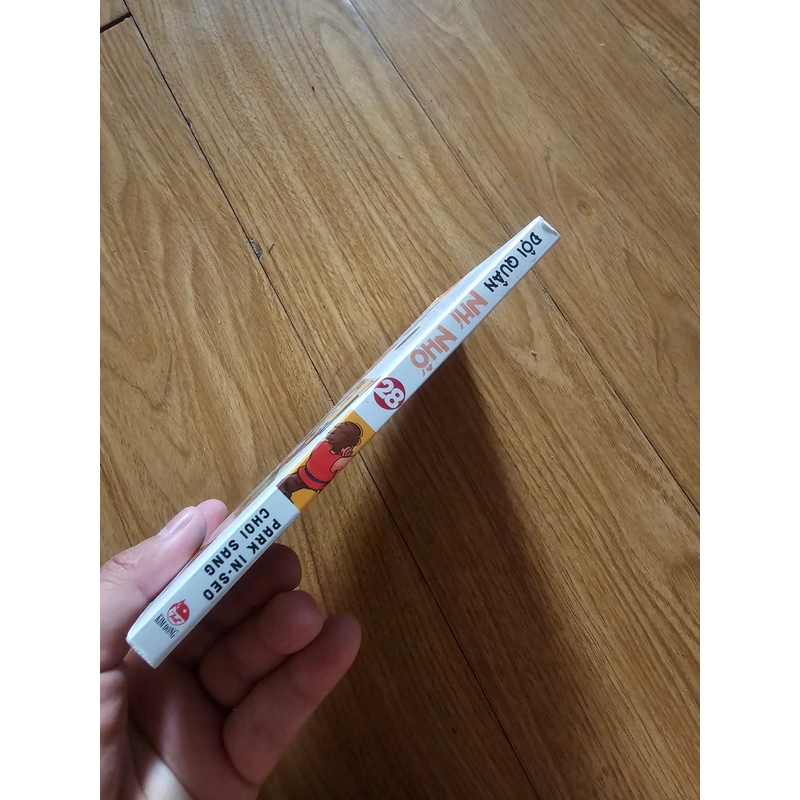 ĐỘI QUÂN
NHÍ NHỐ
28
PARK IN-SEO
CHOI SANG
KIM ĐỒNG